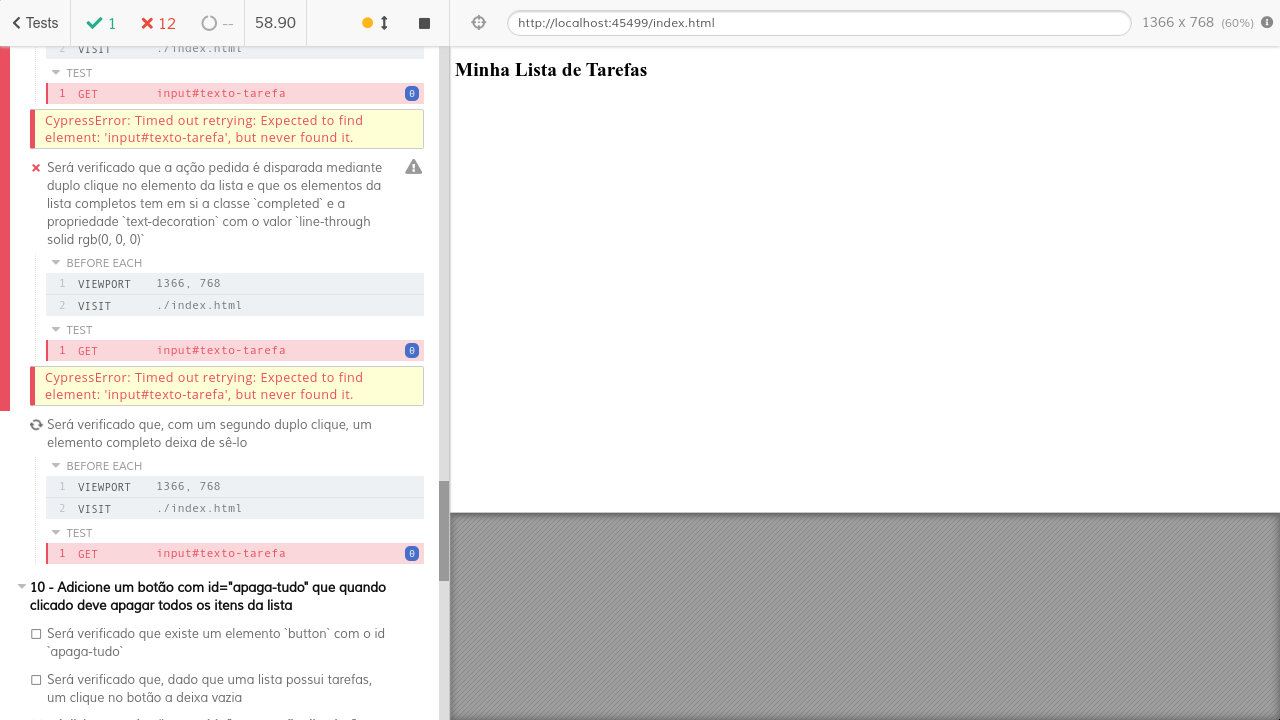 Tests 1 12 -- 58.90 http://localhost:45499/index.html 1366 x 768 (60%)
2 VISIT ./index.html
TEST
1 GET input#texto-tarefa 0
CypressError: Timed out retrying: Expected to find
element: 'input#texto-tarefa', but never found it.
Será verificado que a ação pedida é disparada mediante
duplo clique no elemento da lista e que os elementos da
lista completos tem em si a classe `completed` e a
propriedade `text-decoration` com o valor `line-through
solid rgb(0, 0, 0)`
BEFORE EACH
1 VIEWPORT 1366, 768
2 VISIT ./index.html
TEST
1 GET input#texto-tarefa 0
CypressError: Timed out retrying: Expected to find
element: 'input#texto-tarefa', but never found it.
Será verificado que, com um segundo duplo clique, um
elemento completo deixa de sê-lo
BEFORE EACH
1 VIEWPORT 1366, 768
2 VISIT ./index.html
TEST
1 GET input#texto-tarefa 0
10 - Adicione um botão com id="apaga-tudo" que quando
clicado deve apagar todos os itens da lista
Será verificado que existe um elemento `button` com o id
`apaga-tudo`
Será verificado que, dado que uma lista possui tarefas,
um clique no botão a deixa vazia
Minha Lista de Tarefas